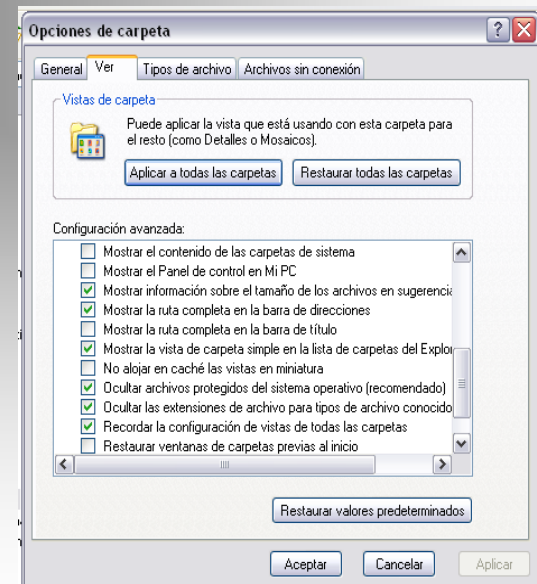 Opciones de carpeta
General Ver Tipos de archivo Archivos sin conexión
Vistas de carpeta
Puede aplicar la vista que está usando con esta carpeta para
el resto (como Detalles o Mosaicos).
Aplicar a todas las carpetas Restaurar todas las carpetas
Configuración avanzada:
Mostrar el contenido de las carpetas de sistema
Mostrar el Panel de control en Mi PC
Mostrar información sobre el tamaño de los archivos en sugerencia
Mostrar la ruta completa en la barra de direcciones
Mostrar la ruta completa en la barra de título
Mostrar la vista de carpeta simple en la lista de carpetas del Explor
No alojar en caché las vistas en miniatura
Ocultar archivos protegidos del sistema operativo (recomendado)
Ocultar las extensiones de archivo para tipos de archivo conocido
Recordar la configuración de vistas de todas las carpetas
Restaurar ventanas de carpetas previas al inicio
Restaurar valores predeterminados
Aceptar Cancelar Aplicar